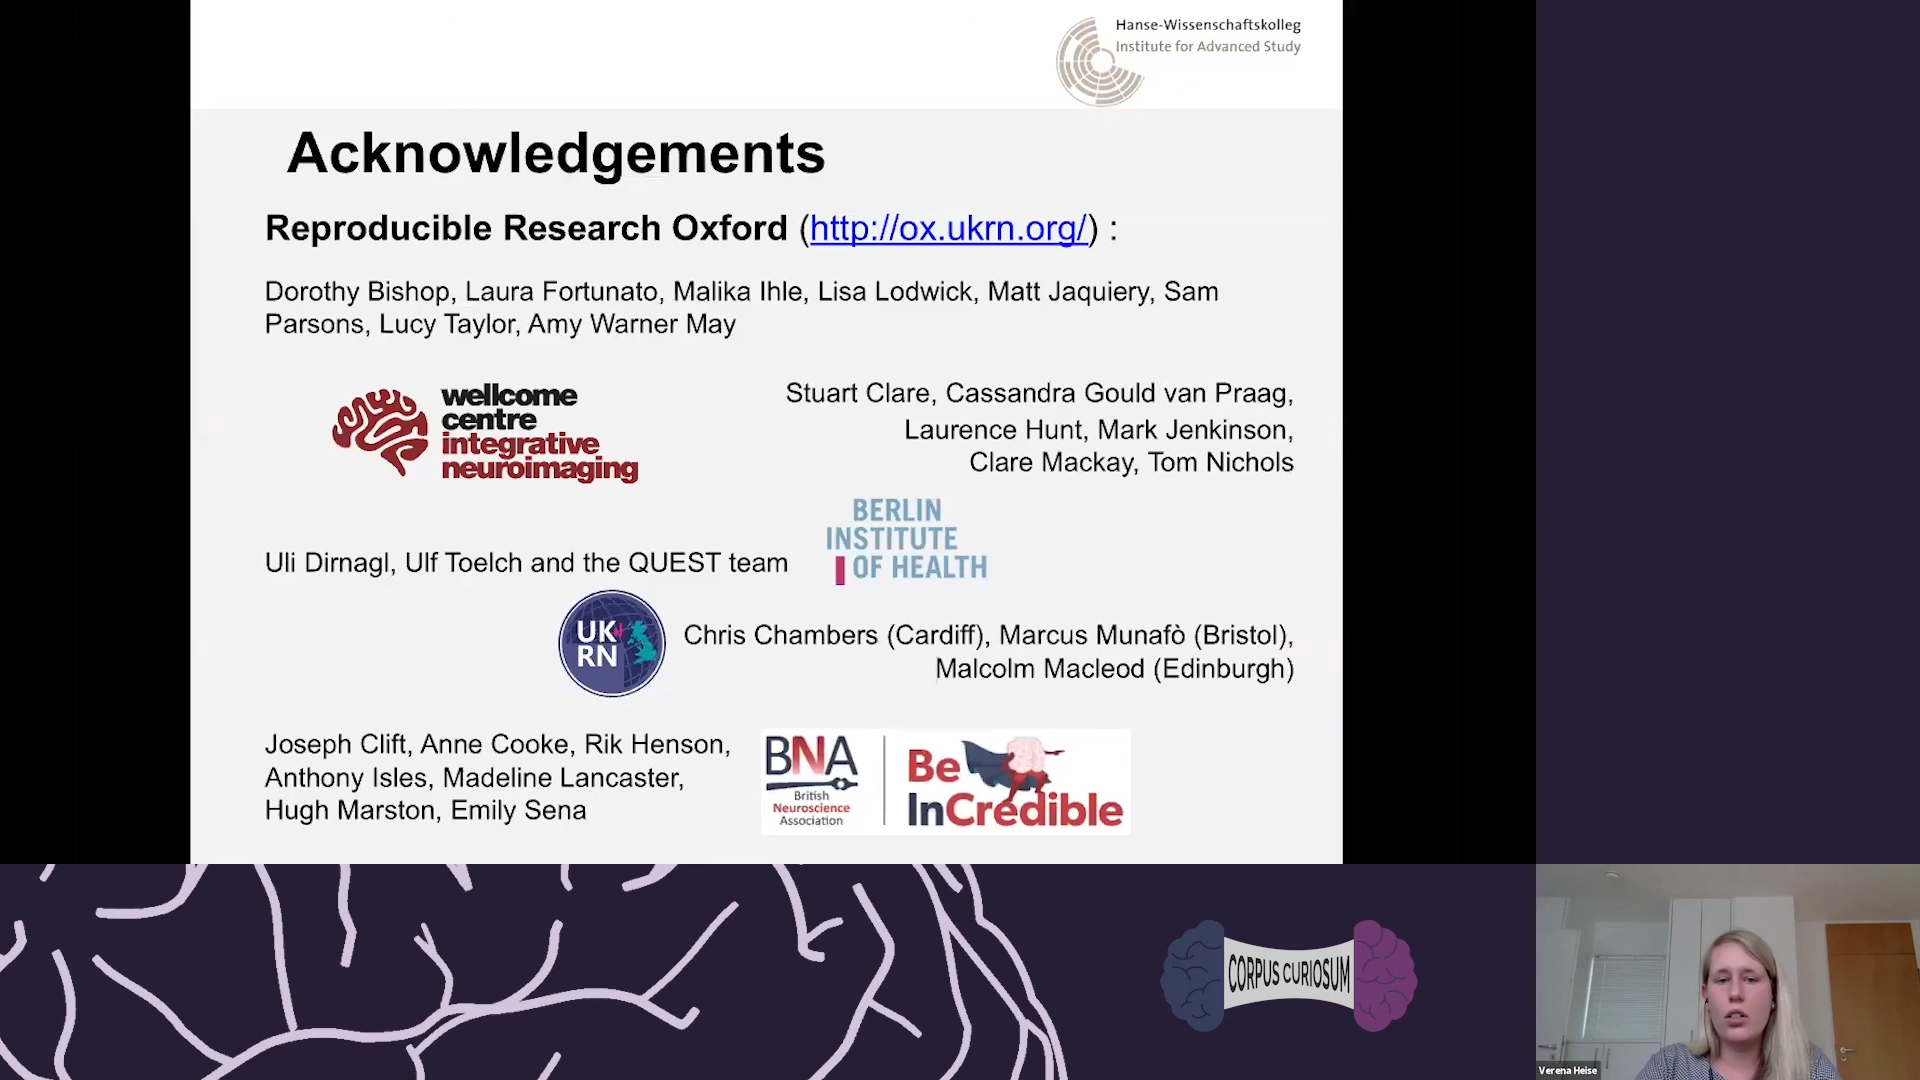 Hanse-Wissenschaftskolleg
Institute for Advanced Study
Acknowledgements
Reproducible Research Oxford (http://ox.ukrn.org/) :
Dorothy Bishop, Laura Fortunato, Malika Ihle, Lisa Lodwick, Matt Jaquiery, Sam
Parsons, Lucy Taylor, Amy Warner May
wellcome
centre
integrative
neuroimaging
Stuart Clare, Cassandra Gould van Praag,
Laurence Hunt, Mark Jenkinson,
Clare Mackay, Tom Nichols
Uli Dirnagl, Ulf Toelch and the QUEST team
BERLIN
INSTITUTE
OF HEALTH
UK
RN
Chris Chambers (Cardiff), Marcus Munafò (Bristol),
Malcolm Macleod (Edinburgh)
Joseph Clift, Anne Cooke, Rik Henson,
Anthony Isles, Madeline Lancaster,
Hugh Marston, Emily Sena
BNA
British
Neuroscience
Association
Be
InCredible
CORPUS CURIOSUM
Verena Heise